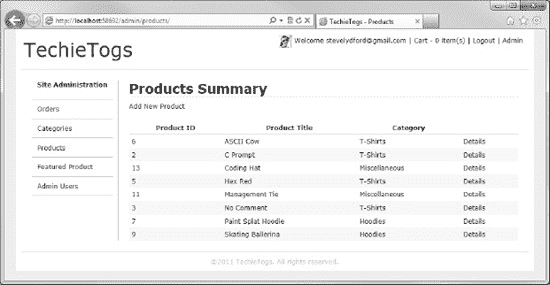 http://localhost:58692/admin/products/
TechieTogs - Products
TechieTogs
Welcome stevelydford@gmail.com | Cart - 0 item(s) | Logout | Admin
Site Administration
Orders
Categories
Products
Featured Product
Admin Users
Products Summary
Add New Product
Product ID Product Title Category
6 ASCII Cow T-Shirts Details
2 C Prompt T-Shirts Details
13 Coding Hat Miscellaneous Details
5 Hex Red T-Shirts Details
11 Management Tie Miscellaneous Details
3 No Comment T-Shirts Details
7 Paint Splat Hoodie Hoodies Details
9 Skating Ballerina Hoodies Details
©2011 TechieTogs. All rights reserved.